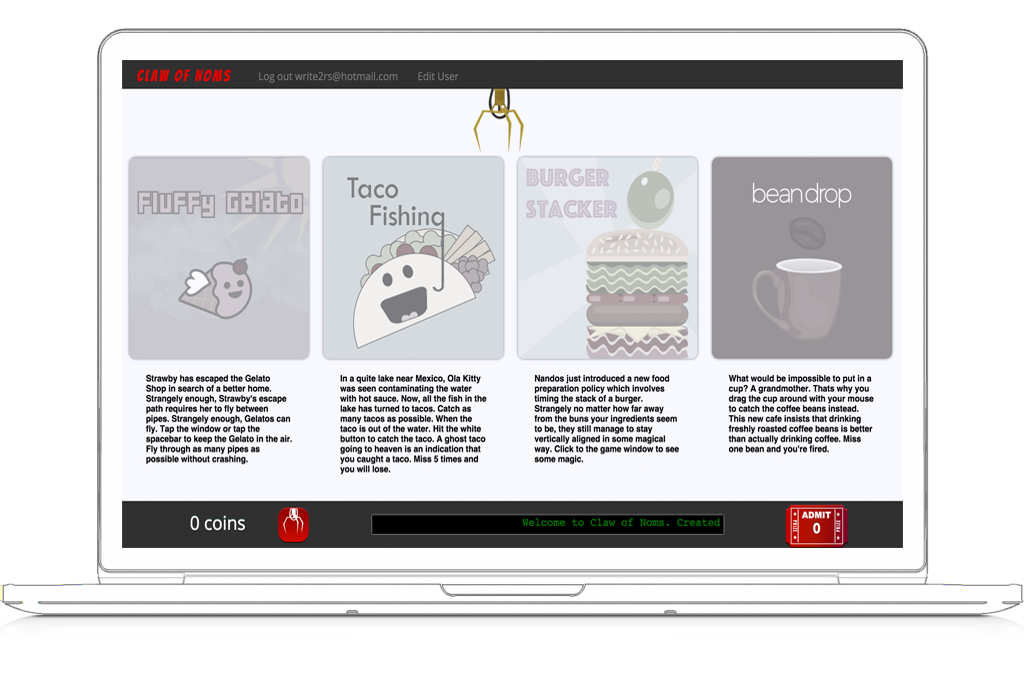 CLAW OF NOMS Log out write2rs@hotmail.com Edit User
Fluffy Gelato
Taco
Fishing
BURGER
STACKER
beandrop
Strawby has escaped the Gelato
Shop in search of a better home.
Strangely enough, Strawby's escape
path requires her to fly between
pipes. Strangely enough, Gelatos can
fly. Tap the window or tap the
spacebar to keep the Gelato in the air.
Fly through as many pipes as
possible without crashing.
In a quite lake near Mexico, Ola Kitty
was seen contaminating the water
with hot sauce. Now, all the fish in the
lake has turned to tacos. Catch as
many tacos as possible. When the
taco is out of the water. Hit the white
button to catch the taco. A ghost taco
going to heaven is an indication that
you caught a taco. Miss 5 times and
you will lose.
Nandos just introduced a new food
preparation policy which involves
timing the stack of a burger.
Strangely no matter how far away
from the buns your ingredients seem
to be, they still manage to stay
vertically aligned in some magical
way. Click to the game window to see
some magic.
What would be impossible to put in a
cup? A grandmother. Thats why you
drag the cup around with your mouse
to catch the coffee beans instead.
This new cafe insists that drinking
freshly roasted coffee beans is better
than actually drinking coffee. Miss
one bean and you're fired.
0 coins
Welcome to Claw of Noms. Created
PRIZE
ADMIT
0
PRIZE